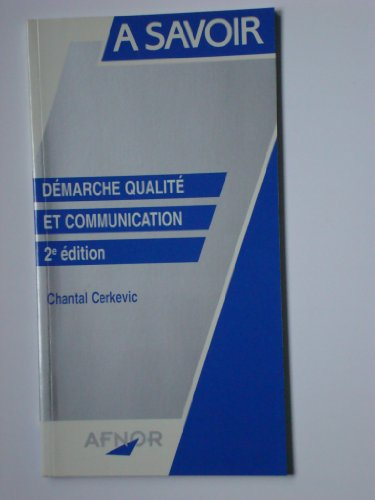 A SAVOIR
DÉMARCHE QUALITÉ
ET COMMUNICATION
2e édition
Chantal Cerkevic
AFNOR